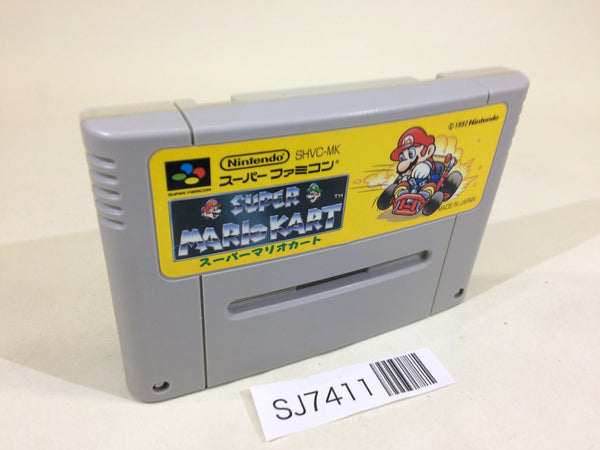 © 1992 Nintendo
Nintendo SHVC-MK
スーパーファミコン
SUPER FAMICOM
SUPER
MARIO KART TM
スーパーマリオカート
MADE IN JAPAN
SJ7411